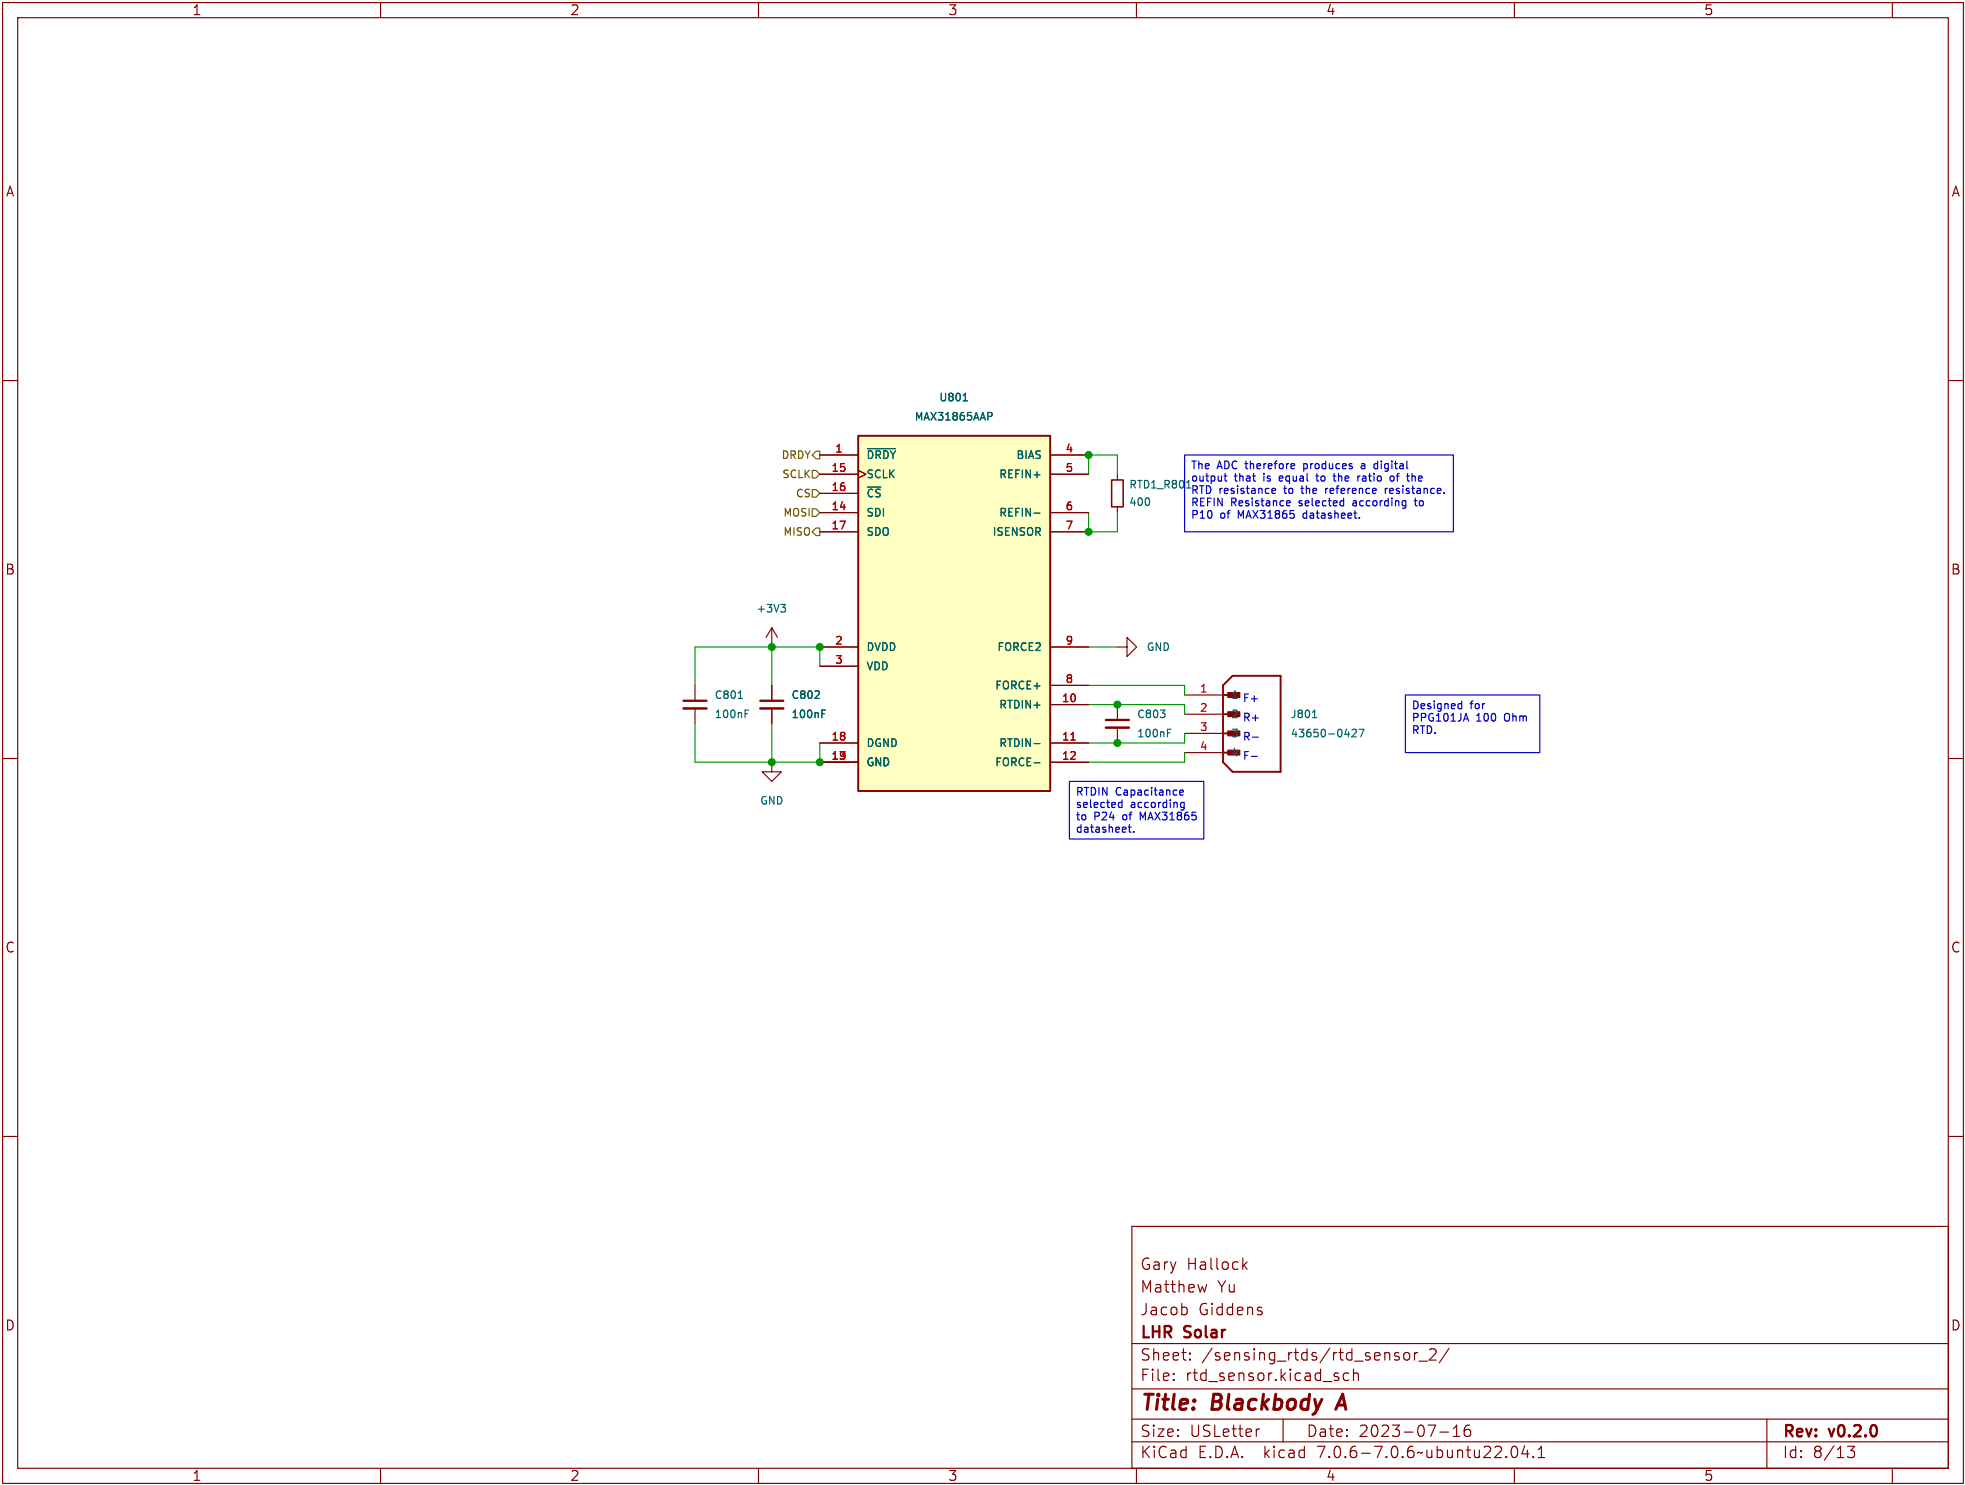 1 2 3 4 5
A A
B B
C C
D D
U801
MAX31865AAP
DRDY 1 DRDY
SCLK 15 SCLK
CS 16 CS
MOSI 14 SDI
MISO 17 SDO
BIAS 4
REFIN+ 5
REFIN- 6
ISENSOR 7
RTD1_R801
400
The ADC therefore produces a digital
output that is equal to the ratio of the
RTD resistance to the reference resistance.
REFIN Resistance selected according to
P10 of MAX31865 datasheet.
+3V3
2 DVDD
3 VDD
C801
100nF
C802
100nF
18 DGND
GND
GND
FORCE2 9 GND
FORCE+ 8
RTDIN+ 10
RTDIN- 11
FORCE- 12
C803
100nF
1 F+
2 R+
3 R-
4 F-
J801
43650-0427
Designed for
PPG101JA 100 Ohm
RTD.
RTDIN Capacitance
selected according
to P24 of MAX31865
datasheet.
Gary Hallock
Matthew Yu
Jacob Giddens
LHR Solar
Sheet: /sensing_rtds/rtd_sensor_2/
File: rtd_sensor.kicad_sch
Title: Blackbody A
Size: USLetter Date: 2023-07-16 Rev: v0.2.0
KiCad E.D.A. kicad 7.0.6-7.0.6~ubuntu22.04.1 Id: 8/13
1 2 3 4 5